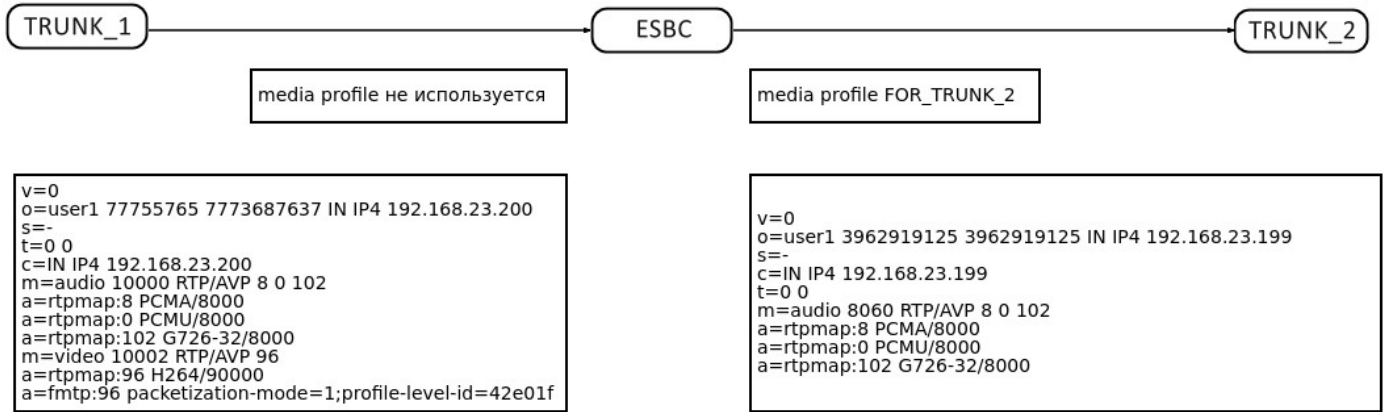 TRUNK_1
ESBC
TRUNK_2
media profile не используется
media profile FOR_TRUNK_2
v=0
o=user1 77755765 7773687637 IN IP4 192.168.23.200
s=-
t=0 0
c=IN IP4 192.168.23.200
m=audio 10000 RTP/AVP 8 0 102
a=rtpmap:8 PCMA/8000
a=rtpmap:0 PCMU/8000
a=rtpmap:102 G726-32/8000
m=video 10002 RTP/AVP 96
a=rtpmap:96 H264/90000
a=fmtp:96 packetization-mode=1;profile-level-id=42e01f
v=0
o=user1 3962919125 3962919125 IN IP4 192.168.23.199
s=-
c=IN IP4 192.168.23.199
t=0 0
m=audio 8060 RTP/AVP 8 0 102
a=rtpmap:8 PCMA/8000
a=rtpmap:0 PCMU/8000
a=rtpmap:102 G726-32/8000